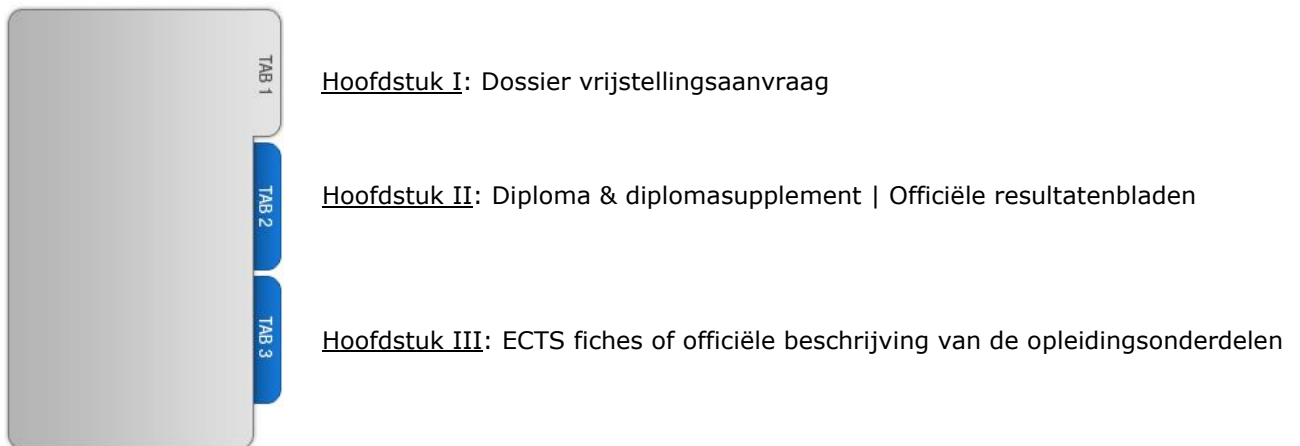 TAB 1
Hoofdstuk I: Dossier vrijstellingsaanvraag
TAB 2
Hoofdstuk II: Diploma & diplomasupplement | Officiële resultatenbladen
TAB 3
Hoofdstuk III: ECTS fiches of officiële beschrijving van de opleidingsonderdelen